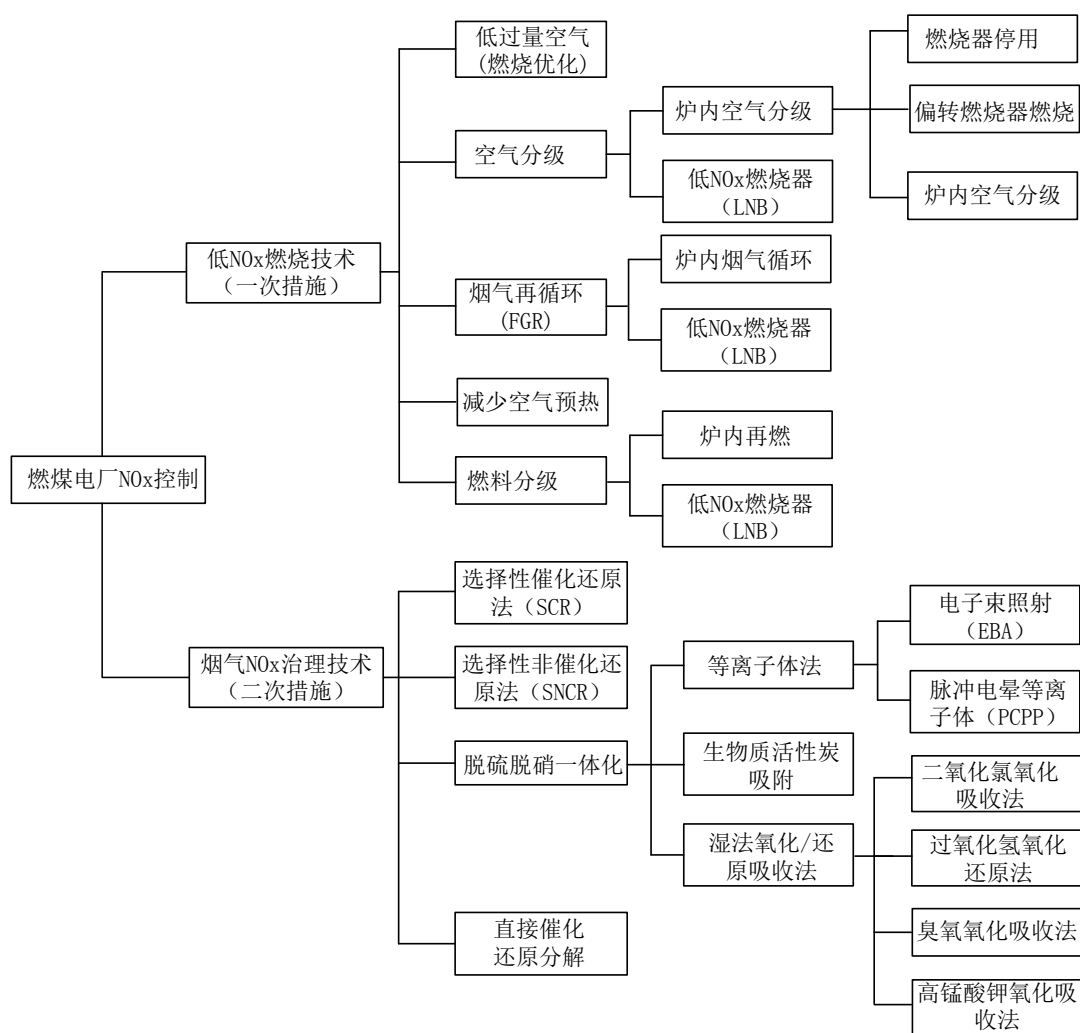 燃煤电厂NOx控制
低NOx燃烧技术
（一次措施）
低过量空气
(燃烧优化)
空气分级
炉内空气分级
燃烧器停用
偏转燃烧器燃烧
炉内空气分级
低NOx燃烧器
（LNB）
烟气再循环
(FGR)
炉内烟气循环
低NOx燃烧器
（LNB）
减少空气预热
燃料分级
炉内再燃
低NOx燃烧器
（LNB）
烟气NOx治理技术
（二次措施）
选择性催化还原
法（SCR）
选择性非催化还
原法（SNCR）
脱硫脱硝一体化
等离子体法
电子束照射
（EBA）
脉冲电晕等离
子体（PCPP）
生物质活性炭
吸附
湿法氧化/还
原吸收法
二氧化氯氧化
吸收法
过氧化氢氧化
还原法
臭氧氧化吸收法
高锰酸钾氧化吸
收法
直接催化
还原分解